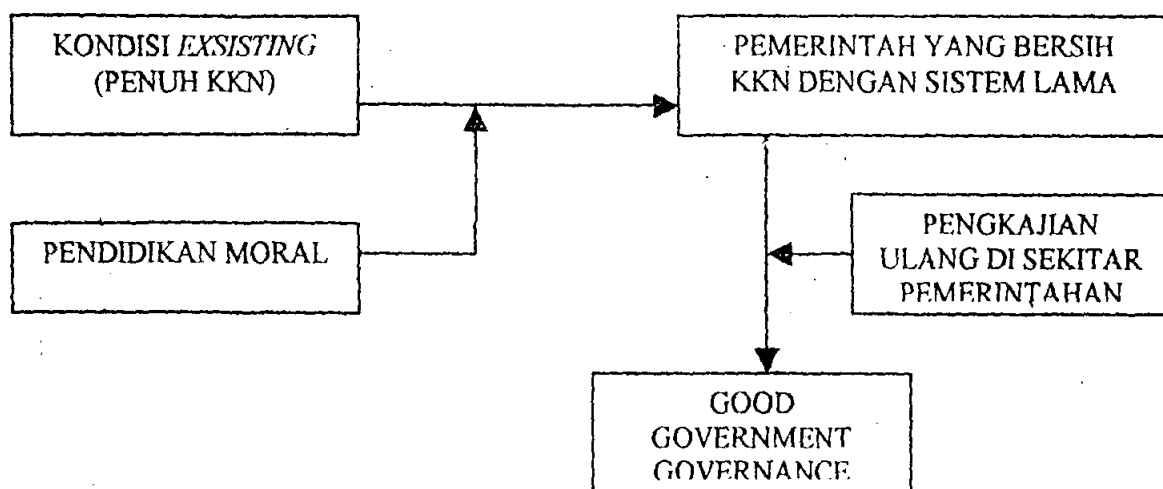 KONDISI EXSISTING
(PENUH KKN)
PEMERINTAH YANG BERSIH
KKN DENGAN SISTEM LAMA
PENDIDIKAN MORAL
PENGKAJIAN
ULANG DI SEKITAR
PEMERINTAHAN
GOOD
GOVERNMENT
GOVERNANCE